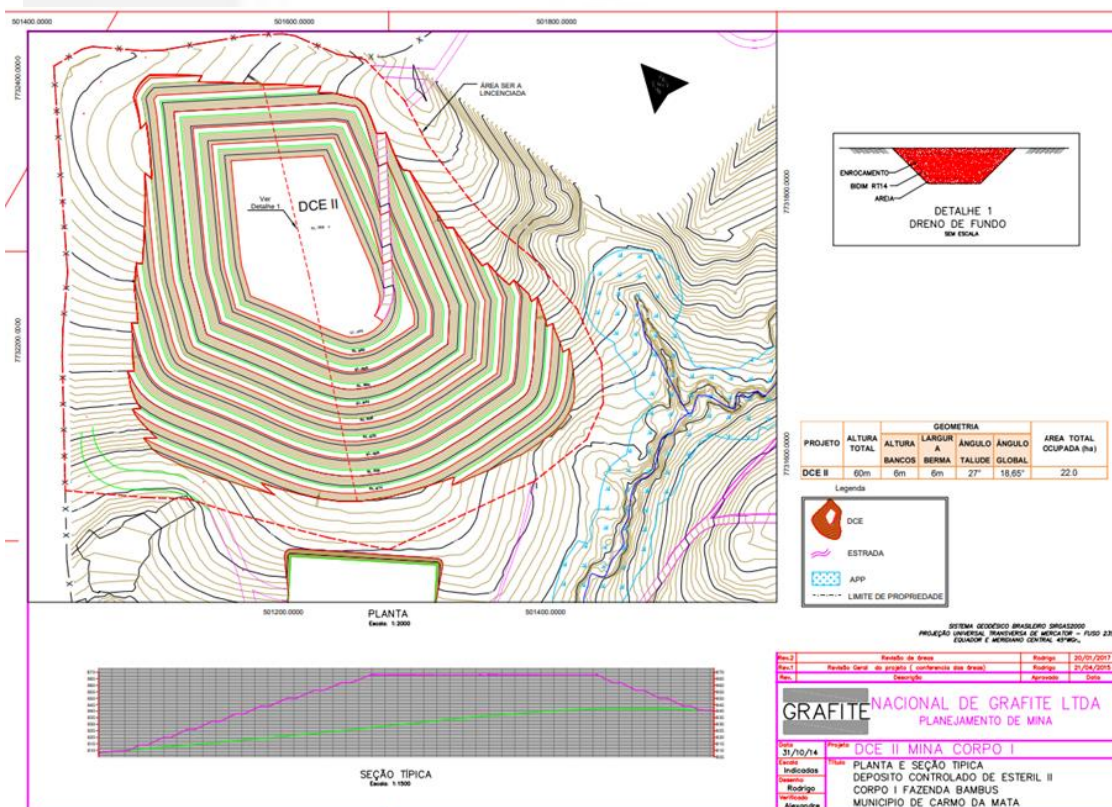 501400.0000
501600.0000
501800.0000
7732400.0000
7732200.0000
7731800.0000
7731600.0000
ÁREA SER A
LINCENCIADA
Ver
Detalhe 1
DCE II
501200.0000
501400.0000
PLANTA
Escala: 1:2000
ENROCAMENTO
BIDIM RT14
AREIA
DETALHE 1
DRENO DE FUNDO
SEM ESCALA
PROJETO
ALTURA
TOTAL
GEOMETRIA
ALTURA
BANCOS
LARGUR
A
BERMA
ÂNGULO
TALUDE
ÂNGULO
GLOBAL
ÁREA TOTAL
OCUPADA (ha)
DCE II 60m 6m 6m 27° 18,65° 22.0
Legenda
DCE
ESTRADA
APP
LIMITE DE PROPRIEDADE
SISTEMA GEODÉSICO BRASILEIRO SIRGAS2000
PROJEÇÃO UNIVERSAL TRANSVERSA DE MERCATOR – FUSO
EQUADOR E MERIDIANO CENTRAL
Rev.2 Revisão de áreas Rodrigo 20/01/2017
Rev.1 Revisão Geral do projeto ( conferencia das áreas) Rodrigo 21/04/2015
Rev. Descrição Aprovado Data
GRAFITE
NACIONAL DE GRAFITE LTDA
PLANEJAMENTO DE MINA
Data
31/10/14
Projeto
DCE II MINA CORPO I
Escala
Indicadas
Título
PLANTA E SEÇÃO TIPICA
DEPOSITO CONTROLADO DE ESTERIL II
CORPO I FAZENDA BAMBUS
MUNICIPIO DE CARMO DA MATA
Desenho
Rodrigo
Verificado
Alexandre
SEÇÃO TÍPICA
Escala: 1:1500